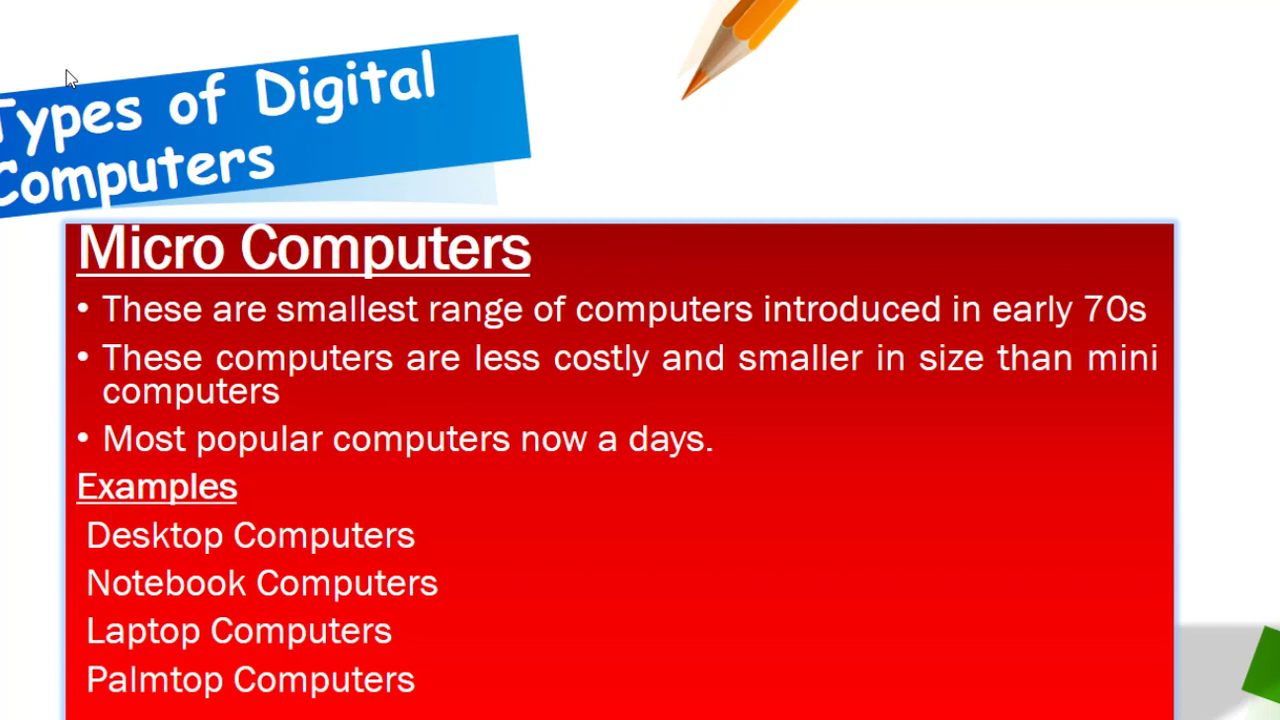 Types of Digital
Computers
Micro Computers
• These are smallest range of computers introduced in early 70s
• These computers are less costly and smaller in size than mini
computers
• Most popular computers now a days.
Examples
Desktop Computers
Notebook Computers
Laptop Computers
Palmtop Computers